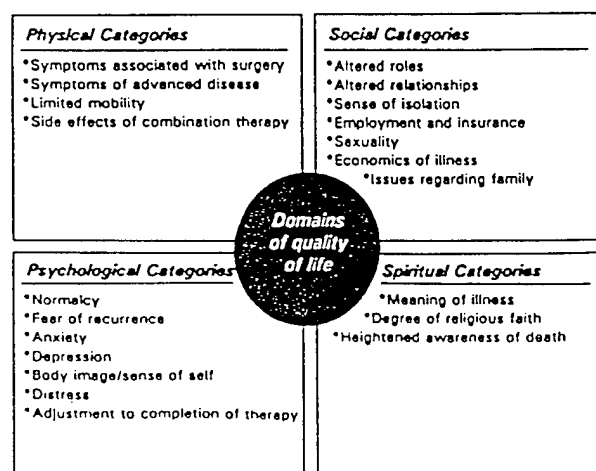 Physical Categories
*Symptoms associated with surgery
*Symptoms of advanced disease
*Limited mobility
*Side effects of combination therapy
Social Categories
*Altered roles
*Altered relationships
*Sense of isolation
*Employment and insurance
*Sexuality
*Economics of illness
*Issues regarding family
Domains
of quality
of life
Psychological Categories
*Normalcy
*Fear of recurrence
*Anxiety
*Depression
*Body image/sense of self
*Distress
*Adjustment to completion of therapy
Spiritual Categories
*Meaning of illness
*Degree of religious faith
*Heightened awareness of death